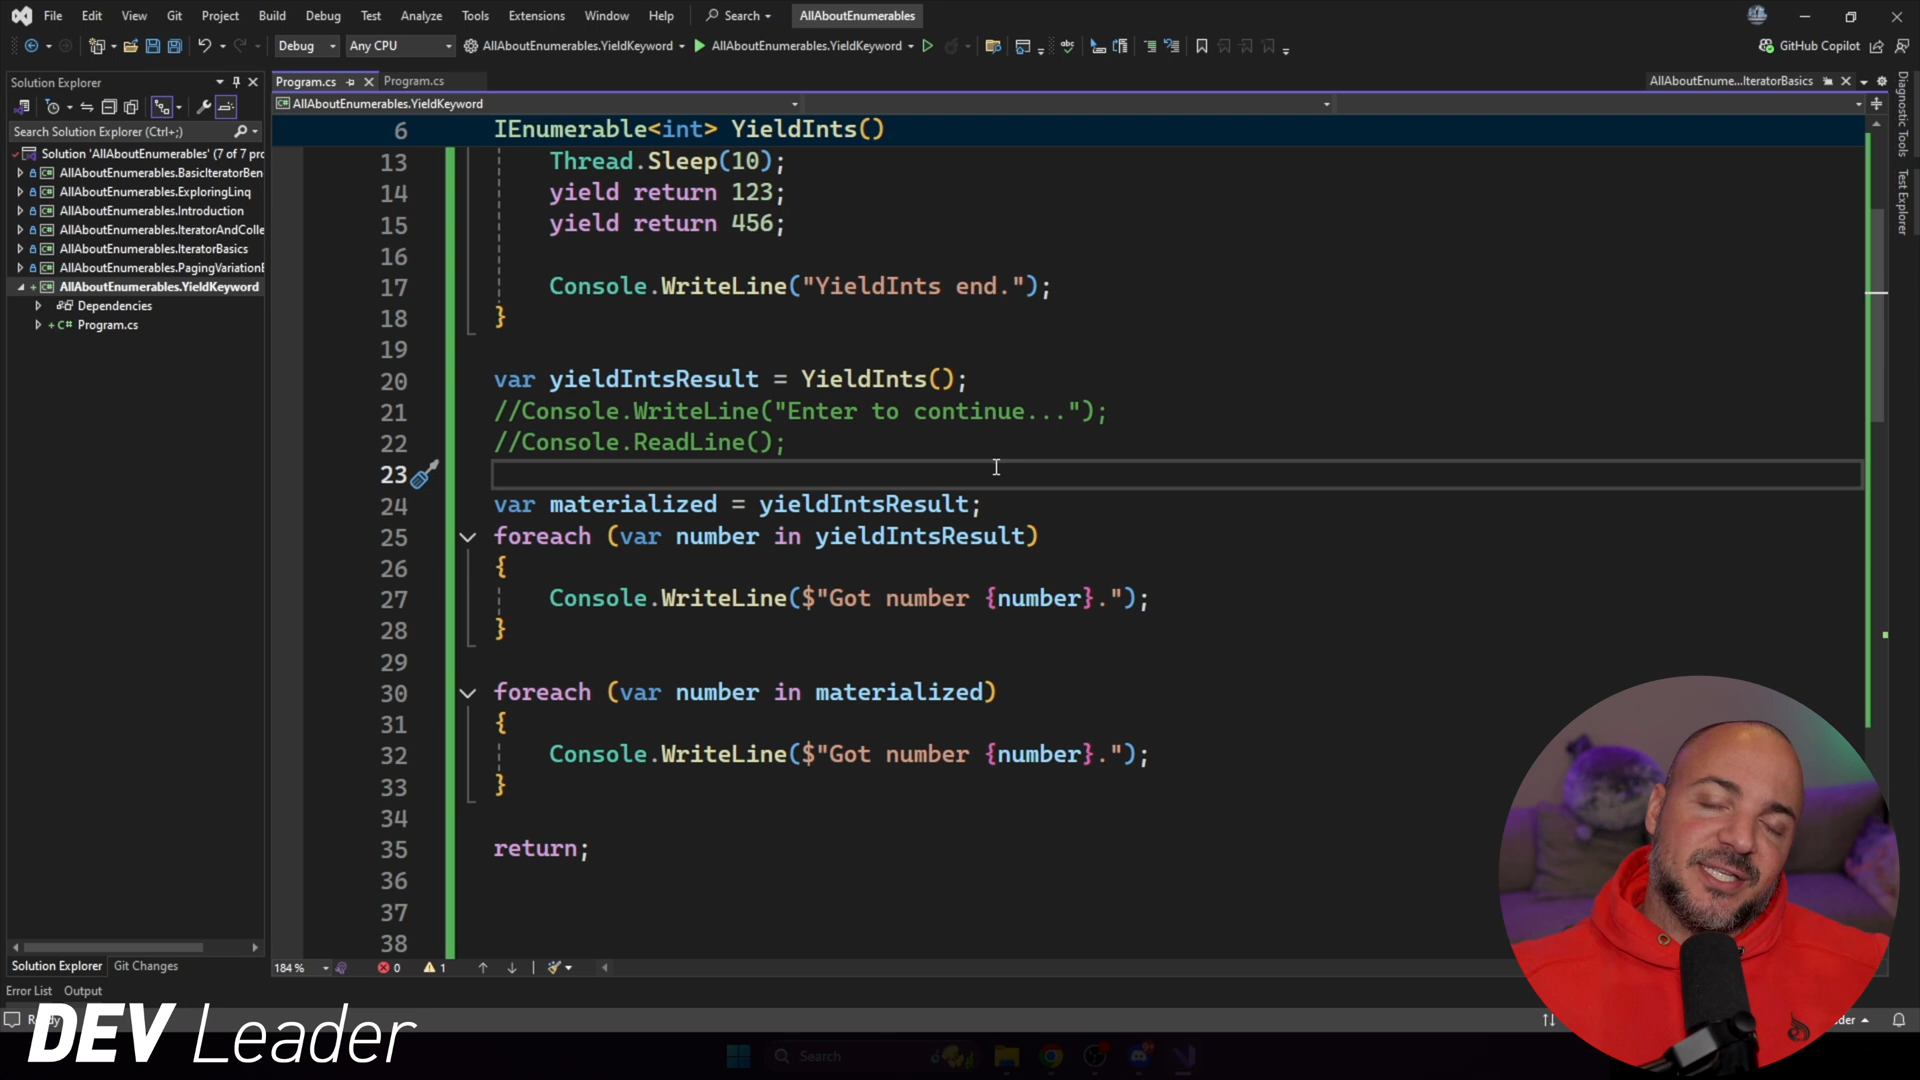 File Edit View Git Project Build Debug Test Analyze Tools Extensions Window Help Search AllAboutEnumerables
Debug Any CPU AllAboutEnumerables.YieldKeyword AllAboutEnumerables.YieldKeyword GitHub Copilot
Solution Explorer
Program.cs Program.cs AllAboutEnume...IteratorBasics
AllAboutEnumerables.YieldKeyword
Search Solution Explorer (Ctrl+;)
Solution 'AllAboutEnumerables' (7 of 7 proj
AllAboutEnumerables.BasicIteratorBen
AllAboutEnumerables.ExploringLinq
AllAboutEnumerables.Introduction
AllAboutEnumerables.IteratorAndColle
AllAboutEnumerables.IteratorBasics
AllAboutEnumerables.PagingVariationE
AllAboutEnumerables.YieldKeyword
Dependencies
C# Program.cs
6 IEnumerable<int> YieldInts()
13 Thread.Sleep(10);
14 yield return 123;
15 yield return 456;
16
17 Console.WriteLine("YieldInts end.");
18 }
19
20 var yieldIntsResult = YieldInts();
21 //Console.WriteLine("Enter to continue...");
22 //Console.ReadLine();
23
24 var materialized = yieldIntsResult;
25 foreach (var number in yieldIntsResult)
26 {
27 Console.WriteLine($"Got number {number}.");
28 }
29
30 foreach (var number in materialized)
31 {
32 Console.WriteLine($"Got number {number}.");
33 }
34
35 return;
36
37
38
Diagnostic Tools
Test Explorer
184 % 0 1
Solution Explorer Git Changes
Error List Output
DEV Leader
Search